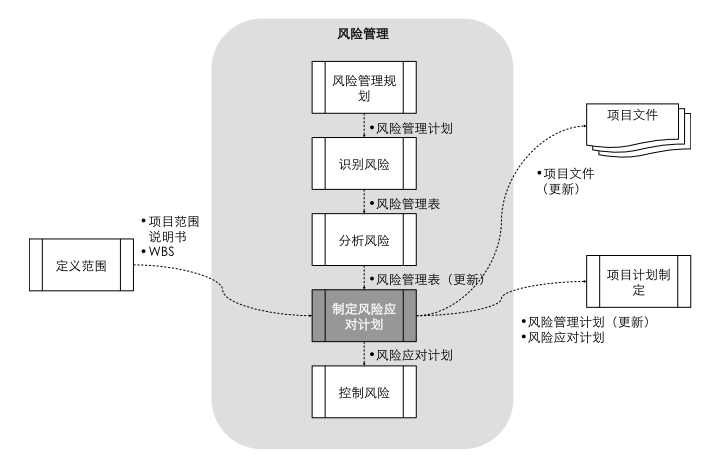 风险管理
风险管理规
划
•风险管理计划
识别风险
•风险管理表
分析风险
•风险管理表（更新）
制定风险应
对计划
•风险应对计划
控制风险
定义范围
•项目范围
说明书
•WBS
项目文件
•项目文件
（更新）
项目计划制
定
•风险管理计划（更新）
•风险应对计划